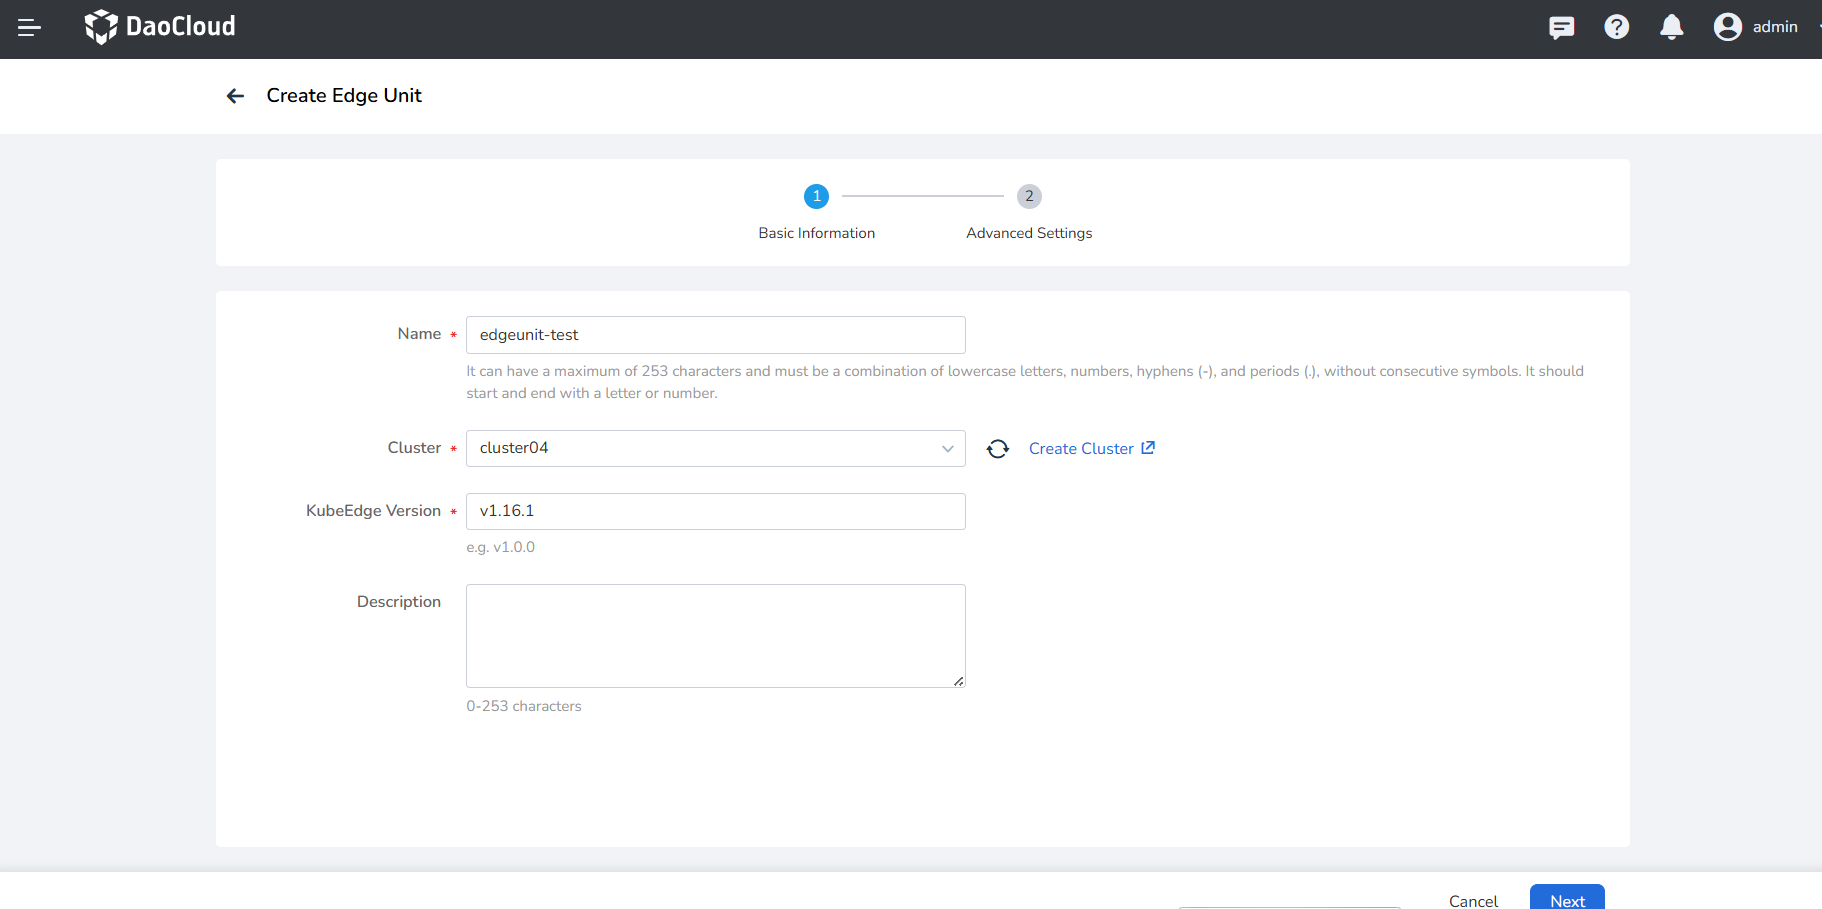 DaoCloud
admin
Create Edge Unit
1
2
Basic Information
Advanced Settings
Name *
edgeunit-test
It can have a maximum of 253 characters and must be a combination of lowercase letters, numbers, hyphens (-), and periods (.), without consecutive symbols. It should
start and end with a letter or number.
Cluster *
cluster04
Create Cluster
KubeEdge Version *
v1.16.1
e.g. v1.0.0
Description
0-253 characters
Cancel
Next